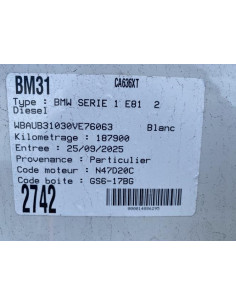 BM31
CA636XT
Type : BMW SERIE 1 E81 2
Diesel
WBAUB31030VE76063 Blanc
Kilometrage : 187900
Entree : 25/09/2025
Provenance : Particulier
Code moteur : N47D20C
Code boite : GS6-17BG
2742